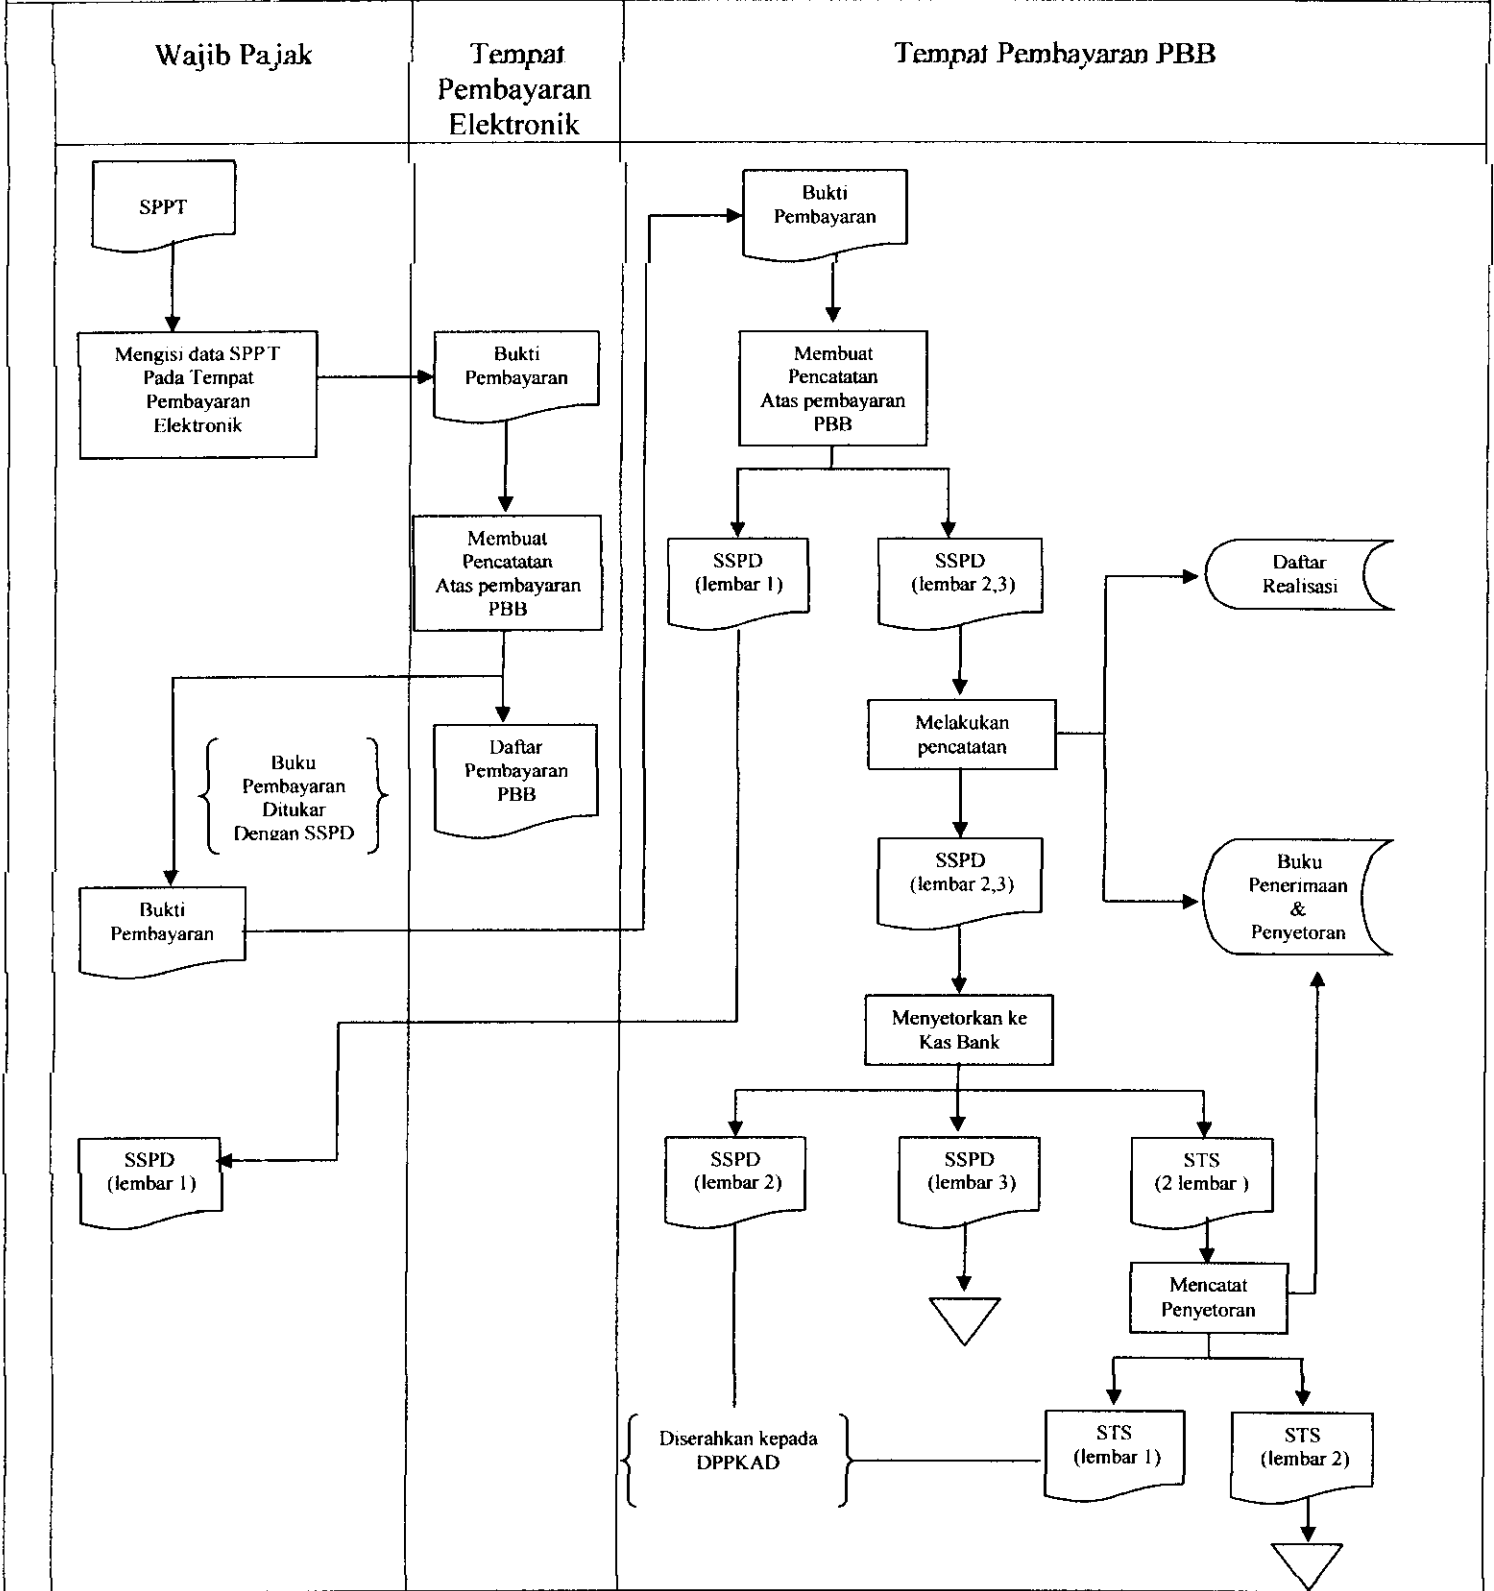 Wajib Pajak
Tempat
Pembayaran
Elektronik
Tempat Pembayaran PBB
SPPT
Mengisi data SPPT
Pada Tempat
Pembayaran
Elektronik
Bukti
Pembayaran
Membuat
Pencatatan
Atas pembayaran
PBB
Daftar
Pembayaran
PBB
Buku
Pembayaran
Ditukar
Dengan SSPD
Bukti
Pembayaran
SSPD
(lembar 1)
Bukti
Pembayaran
Membuat
Pencatatan
Atas pembayaran
PBB
SSPD
(lembar 1)
SSPD
(lembar 2,3)
Daftar
Realisasi
Melakukan
pencatatan
SSPD
(lembar 2,3)
Buku
Penerimaan
&
Penyetoran
Menyetorkan ke
Kas Bank
SSPD
(lembar 2)
SSPD
(lembar 3)
STS
(2 lembar )
Mencatat
Penyetoran
Diserahkan kepada
DPPKAD
STS
(lembar 1)
STS
(lembar 2)